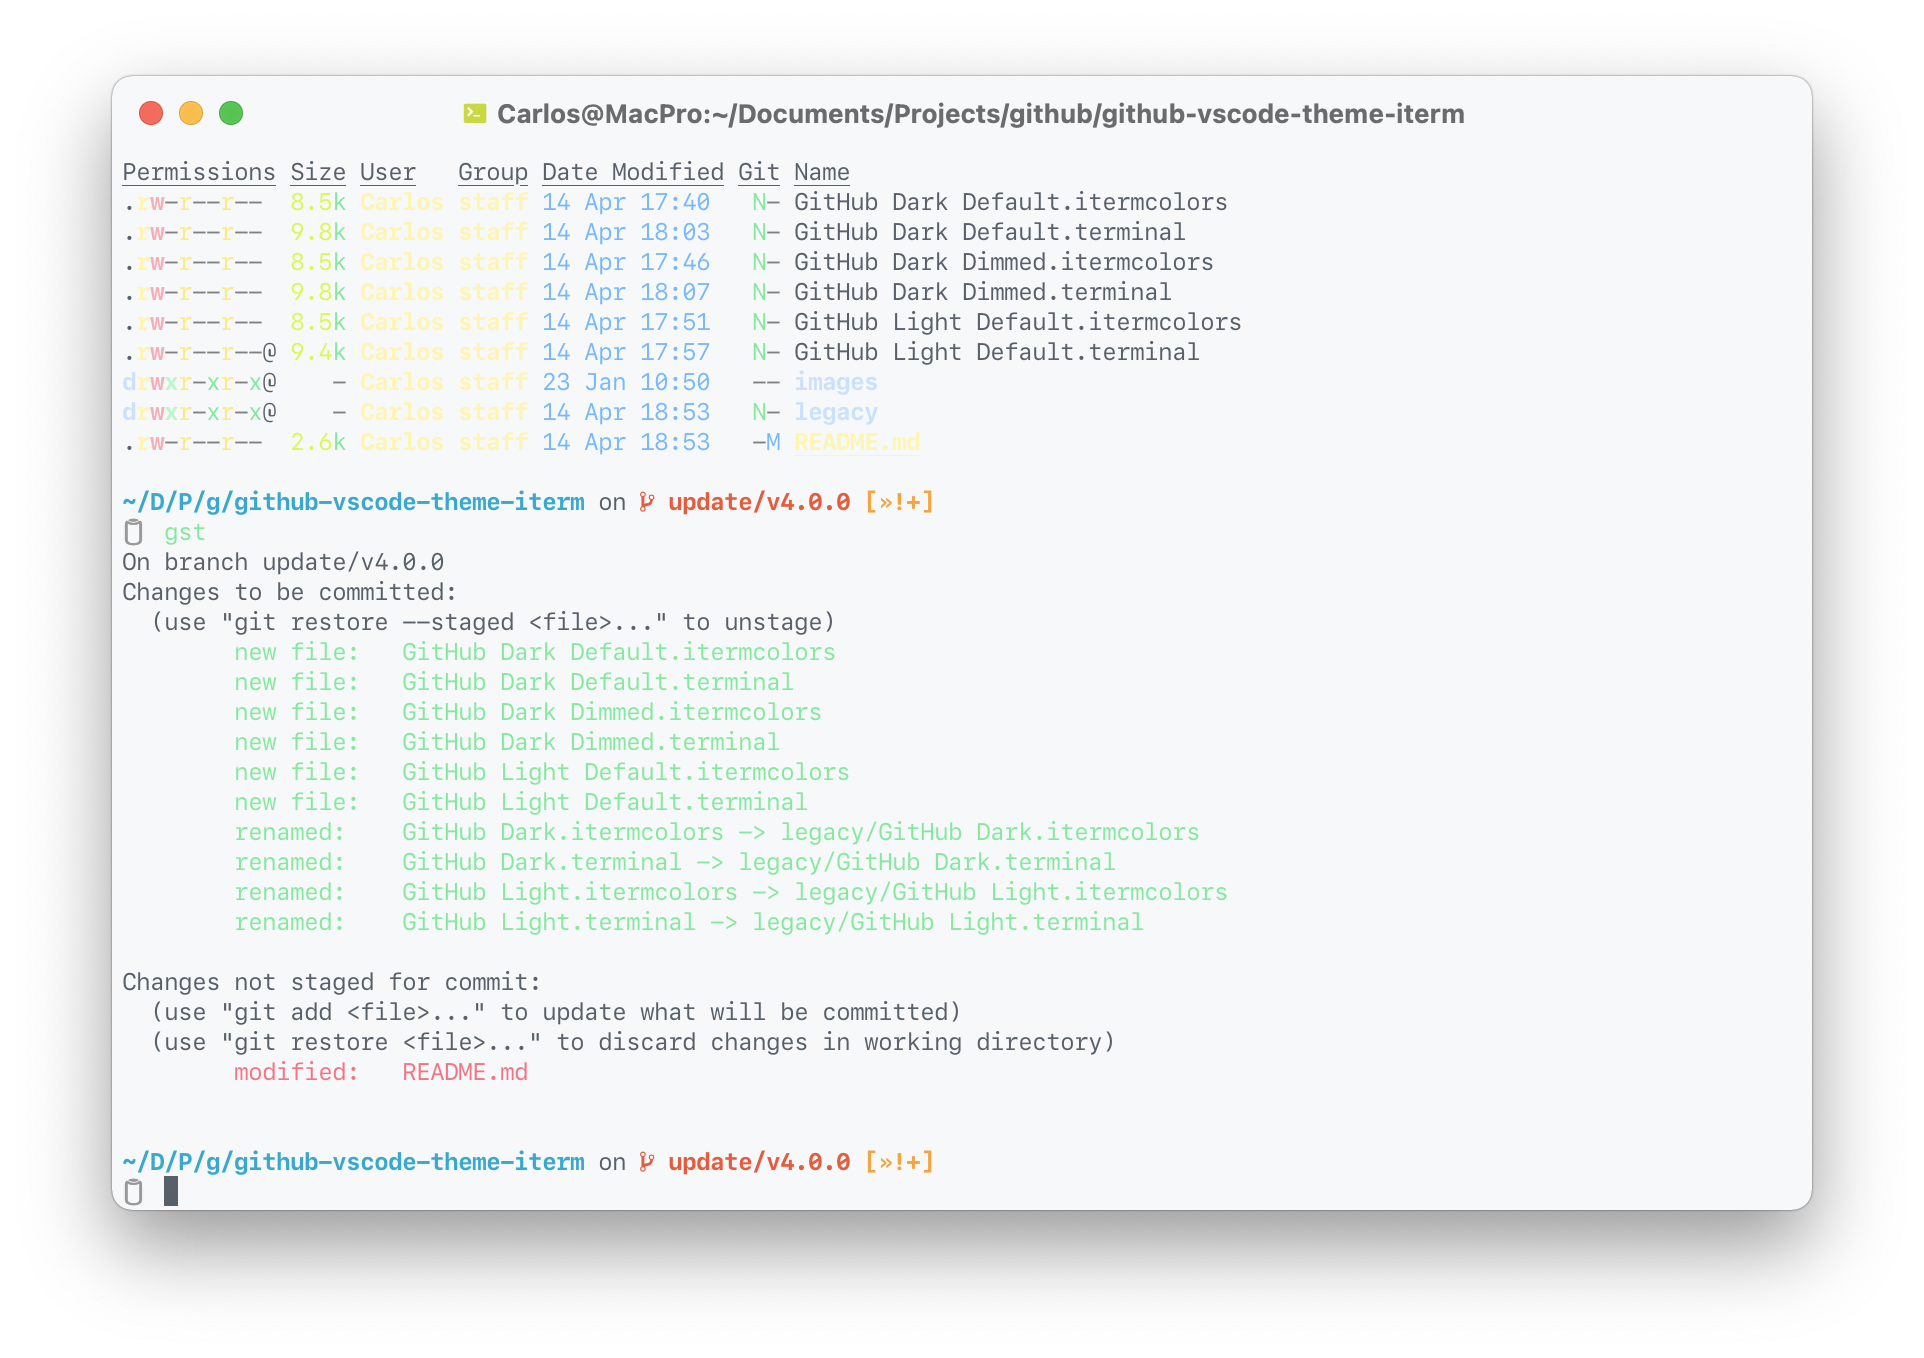 Carlos@MacPro:~/Documents/Projects/github/github-vscode-theme-iterm
Permissions Size User   Group Date Modified Git Name
.rw-r--r--  8.5k Carlos staff 14 Apr 17:40   N- GitHub Dark Default.itermcolors
.rw-r--r--  9.8k Carlos staff 14 Apr 18:03   N- GitHub Dark Default.terminal
.rw-r--r--  8.5k Carlos staff 14 Apr 17:46   N- GitHub Dark Dimmed.itermcolors
.rw-r--r--  9.8k Carlos staff 14 Apr 18:07   N- GitHub Dark Dimmed.terminal
.rw-r--r--  8.5k Carlos staff 14 Apr 17:51   N- GitHub Light Default.itermcolors
.rw-r--r--@ 9.4k Carlos staff 14 Apr 17:57   N- GitHub Light Default.terminal
drwxr-xr-x@    - Carlos staff 23 Jan 10:50   -- images
drwxr-xr-x@    - Carlos staff 14 Apr 18:53   N- legacy
.rw-r--r--  2.6k Carlos staff 14 Apr 18:53   -M README.md
~/D/P/g/github-vscode-theme-iterm on update/v4.0.0 [»!+]
gst
On branch update/v4.0.0
Changes to be committed:
  (use "git restore --staged <file>..." to unstage)
        new file:   GitHub Dark Default.itermcolors
        new file:   GitHub Dark Default.terminal
        new file:   GitHub Dark Dimmed.itermcolors
        new file:   GitHub Dark Dimmed.terminal
        new file:   GitHub Light Default.itermcolors
        new file:   GitHub Light Default.terminal
        renamed:    GitHub Dark.itermcolors -> legacy/GitHub Dark.itermcolors
        renamed:    GitHub Dark.terminal -> legacy/GitHub Dark.terminal
        renamed:    GitHub Light.itermcolors -> legacy/GitHub Light.itermcolors
        renamed:    GitHub Light.terminal -> legacy/GitHub Light.terminal
Changes not staged for commit:
  (use "git add <file>..." to update what will be committed)
  (use "git restore <file>..." to discard changes in working directory)
        modified:   README.md
~/D/P/g/github-vscode-theme-iterm on update/v4.0.0 [»!+]